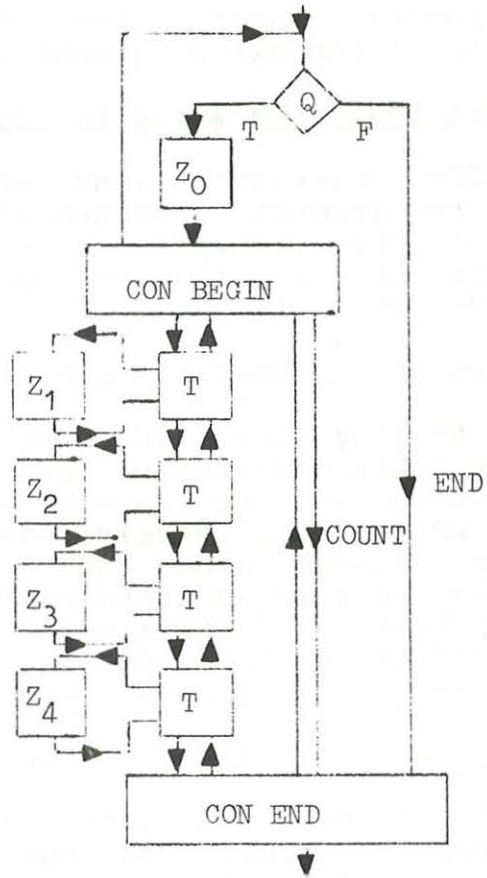 Q
T F
Z0
CON BEGIN
Z1 T
Z2 T
END
COUNT
Z3 T
Z4 T
CON END